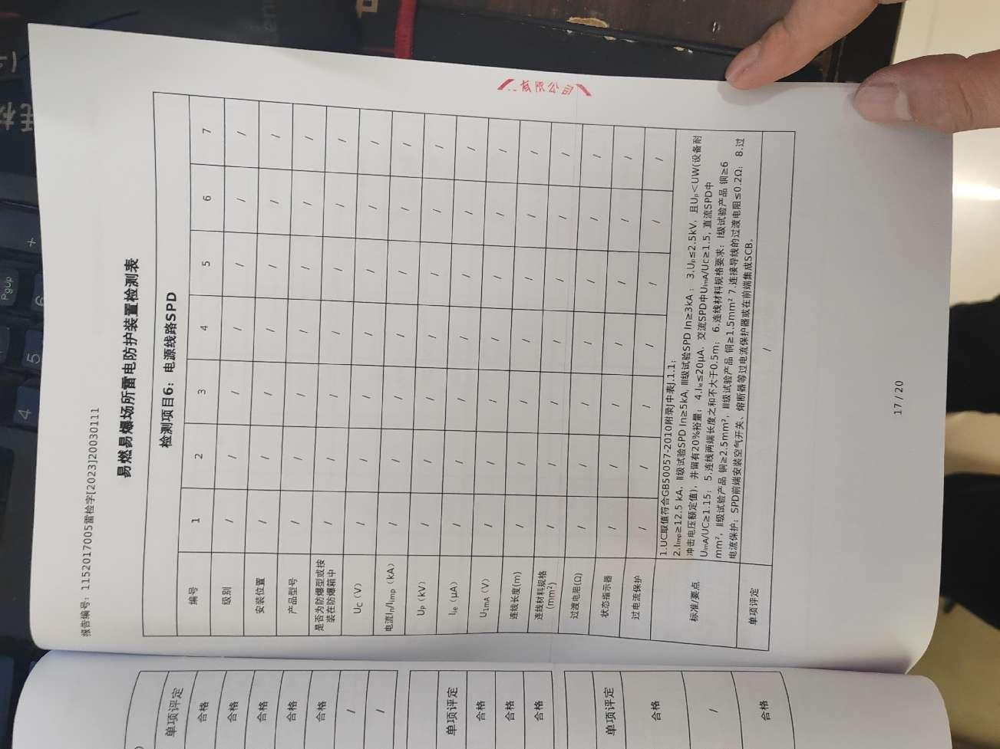 报告编号：1152017005雷检字[2023]20030111
易燃易爆场所雷电防护装置检测表
检测项目6：电源线路SPD
编号 1 2 3 4 5 6 7
级别 / / / / / / /
安装位置 / / / / / / /
产品型号 / / / / / / /
是否为防爆型或按
装在防爆箱中 / / / / / / /
UC（V） / / / / / / /
电流In/Iimp（kA） / / / / / / /
UP（kV） / / / / / / /
Iie（μA） / / / / / / /
U1mA（V） / / / / / / /
连线长度(m) / / / / / / /
连线材料规格
(mm²) / / / / / / /
过渡电阻(Ω) / / / / / / /
状态指示器 / / / / / / /
过电流保护 / / / / / / /
标准/要点
1.UC取值符合GB50057-2010附录J中表J.1.1；
2.Iimp≥12.5 kA，II级试验SPD In≥5kA, III级试验SPD In≥3kA； 3.UP≤2.5kV，且UP＜UW(设备耐
冲击电压额定值)，并留有20%裕量；4.Iie≤20μA，交流SPD中UImA/Uc≥1.5，直流SPD中
UImA/UC≥1.15； 5.连线两端长度之和不大于0.5m； 6.连线材料规格要求：I级试验产品 铜≥6
mm²，II级试验产品 铜≥2.5mm²，III级试验产品 铜≥1.5mm² 7.连接导线的过渡电阻≤0.2Ω； 8.过
电流保护：SPD前端安装空气开关、熔断器等过电流保护器或在前端集成SCB。
单项评定 /
17 / 20
有限公司
单项评定
合格
合格
合格
合格
合格
/
/
单项评定
合格
合格
合格
单项评定
合格
/
合格
PgUp
+
4
5
6